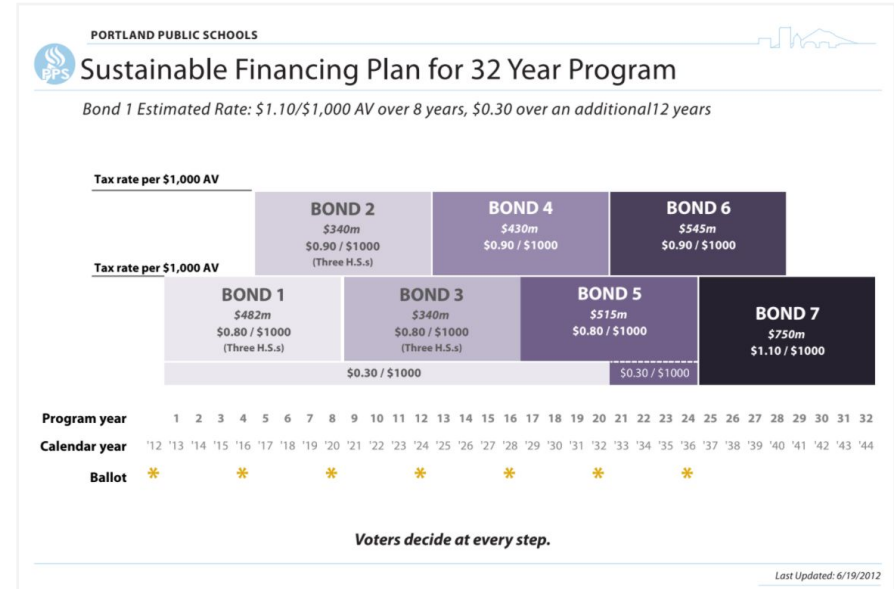 PORTLAND PUBLIC SCHOOLS
PPS
Sustainable Financing Plan for 32 Year Program
Bond 1 Estimated Rate: $1.10/$1,000 AV over 8 years, $0.30 over an additional12 years
Tax rate per $1,000 AV
BOND 2
$340m
$0.90 / $1000
(Three H.S.s)
BOND 4
$430m
$0.90 / $1000
BOND 6
$545m
$0.90 / $1000
Tax rate per $1,000 AV
BOND 1
$482m
$0.80 / $1000
(Three H.S.s)
BOND 3
$340m
$0.80 / $1000
(Three H.S.s)
BOND 5
$515m
$0.80 / $1000
BOND 7
$750m
$1.10 / $1000
$0.30 / $1000
$0.30 / $1000
Program year 1 2 3 4 5 6 7 8 9 10 11 12 13 14 15 16 17 18 19 20 21 22 23 24 25 26 27 28 29 30 31 32
Calendar year '12 '13 '14 '15 '16 '17 '18 '19 '20 '21 '22 '23 '24 '25 '26 '27 '28 '29 '30 '31 '32 '33 '34 '35 '36 '37 '38 '39 '40 '41 '42 '43 '44
Ballot * * * * * * *
Voters decide at every step.
Last Updated: 6/19/2012